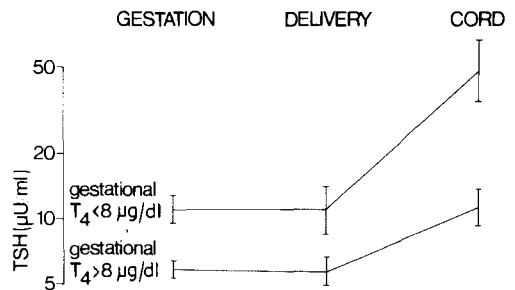 GESTATION DELIVERY CORD
50
20
10
5
TSH (µU/ml)
gestational
T₄<8 µg/dl
gestational
T₄>8 µg/dl